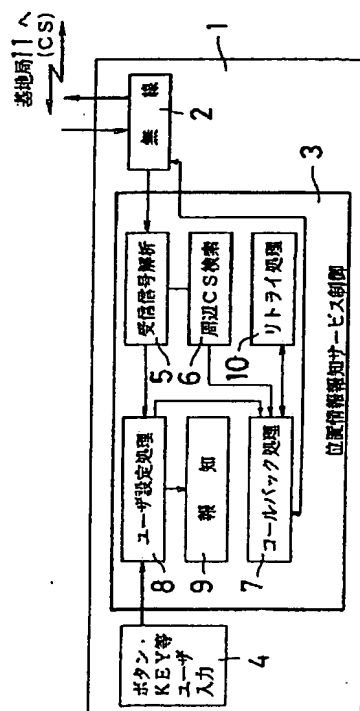 基地局11へ
(CS)
1
無線
2
3
受信信号解析
5
周辺CS検索
6
リトライ処理
10
ユーザ設定処理
8
報知
9
コールバック処理
7
位置情報報知サービス制御
ボタン・
KEY等
ユーザ
入力
4